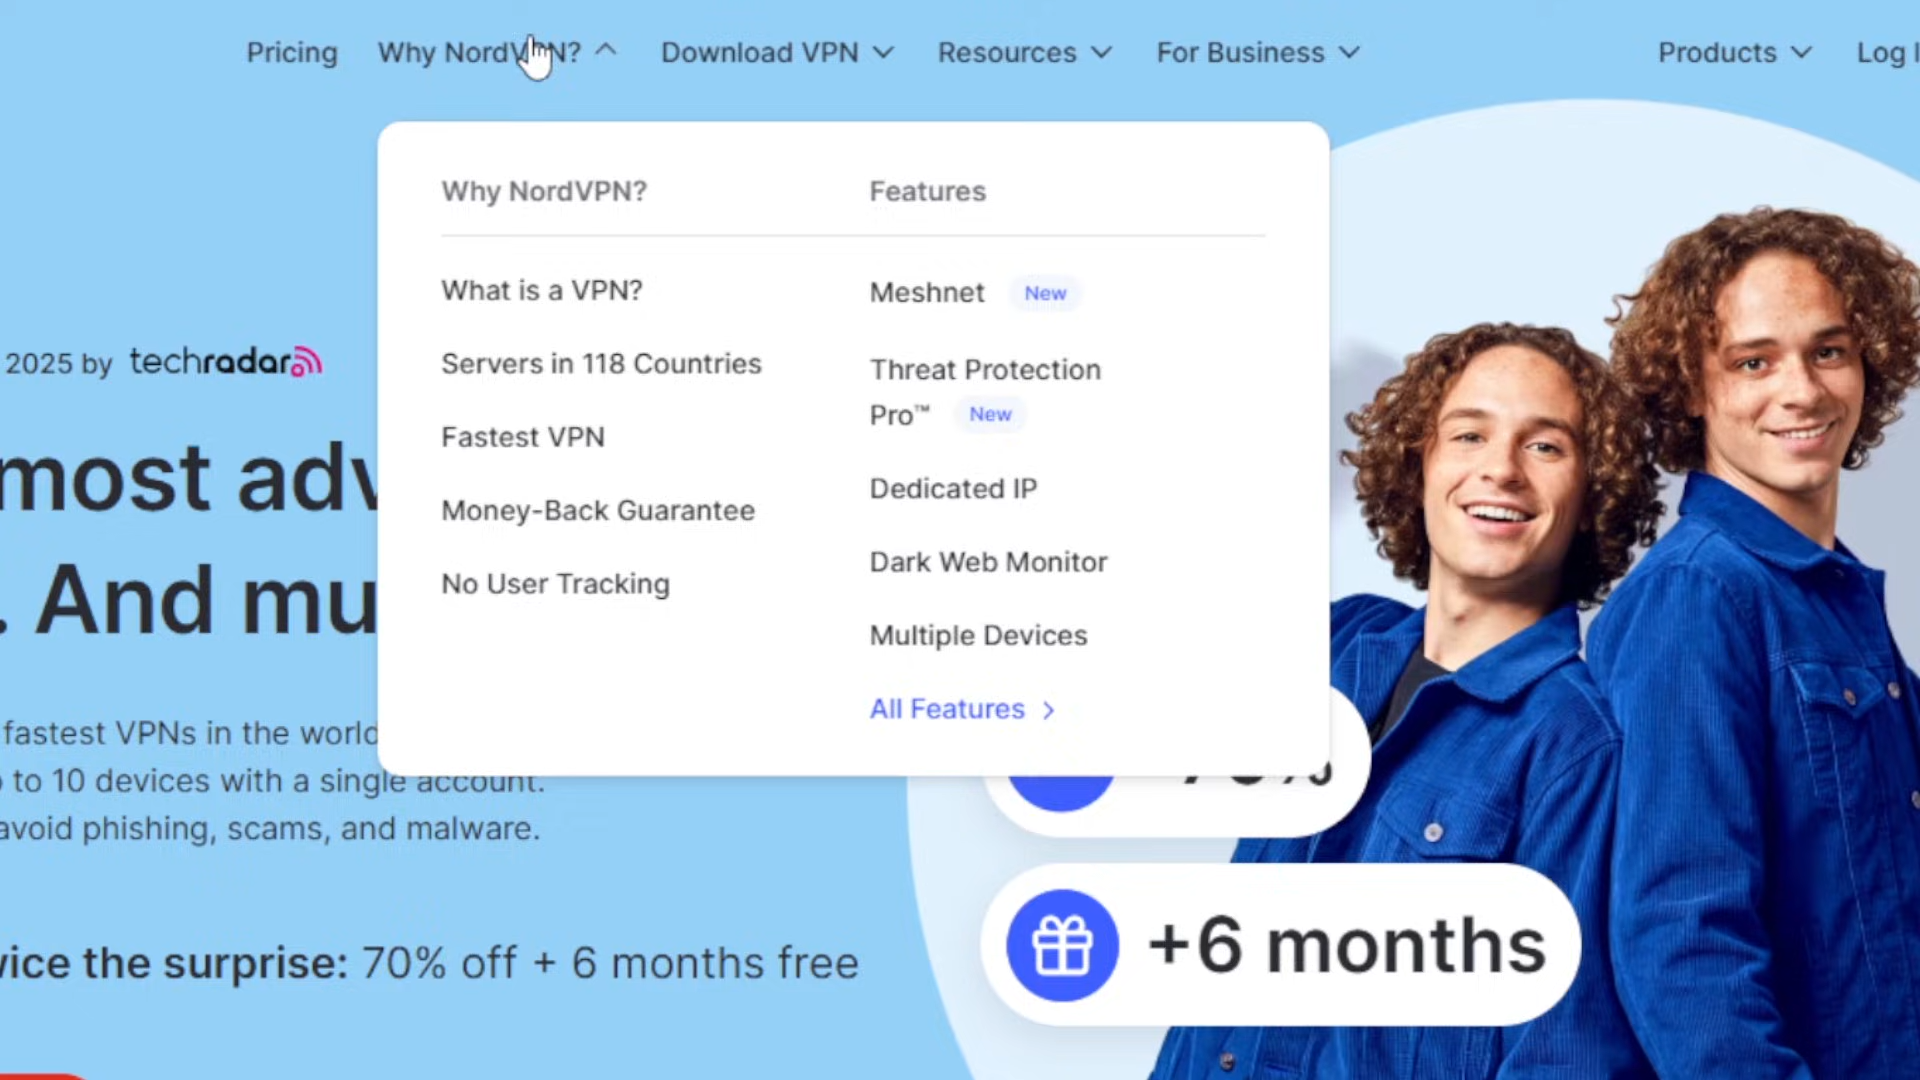 Pricing Why NordVPN? Download VPN Resources For Business Products Log
Why NordVPN? Features
What is a VPN?
Servers in 118 Countries
Fastest VPN
Money-Back Guarantee
No User Tracking
Meshnet New
Threat Protection
Pro™ New
Dedicated IP
Dark Web Monitor
Multiple Devices
All Features
2025 by techradar
most adv
. And mu
fastest VPNs in the world
to 10 devices with a single account.
avoid phishing, scams, and malware.
wice the surprise: 70% off + 6 months free
+6 months